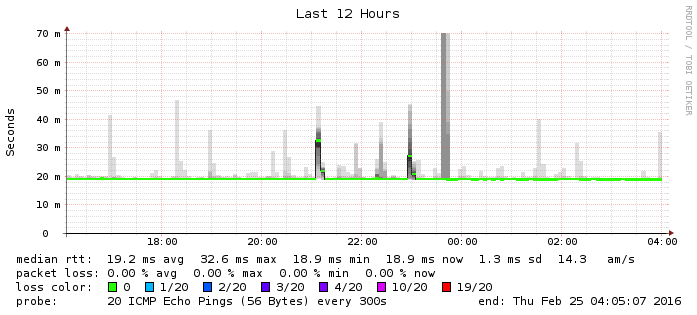 Last 12 Hours
RRDTOOL / TOBI OETIKER
Seconds
70 m
60 m
50 m
40 m
30 m
20 m
10 m
0
18:00 20:00 22:00 00:00 02:00 04:00
median rtt: 19.2 ms avg 32.6 ms max 18.9 ms min 18.9 ms now 1.3 ms sd 14.3 am/s
packet loss: 0.00 % avg 0.00 % max 0.00 % min 0.00 % now
loss color: 0 1/20 2/20 3/20 4/20 10/20 19/20
probe: 20 ICMP Echo Pings (56 Bytes) every 300s end: Thu Feb 25 04:05:07 2016